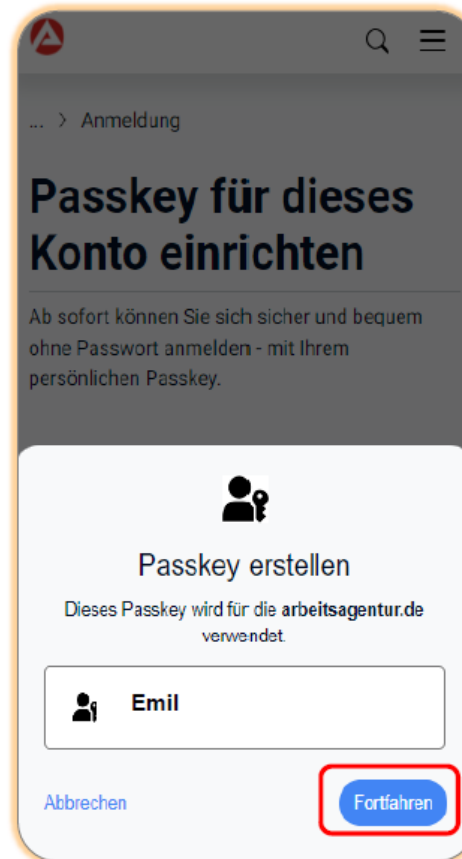 ... > Anmeldung
Passkey für dieses
Konto einrichten
Ab sofort können Sie sich sicher und bequem
ohne Passwort anmelden - mit Ihrem
persönlichen Passkey.
Passkey erstellen
Dieses Passkey wird für die arbeitsagentur.de
verwendet.
Emil
Abbrechen
Fortfahren